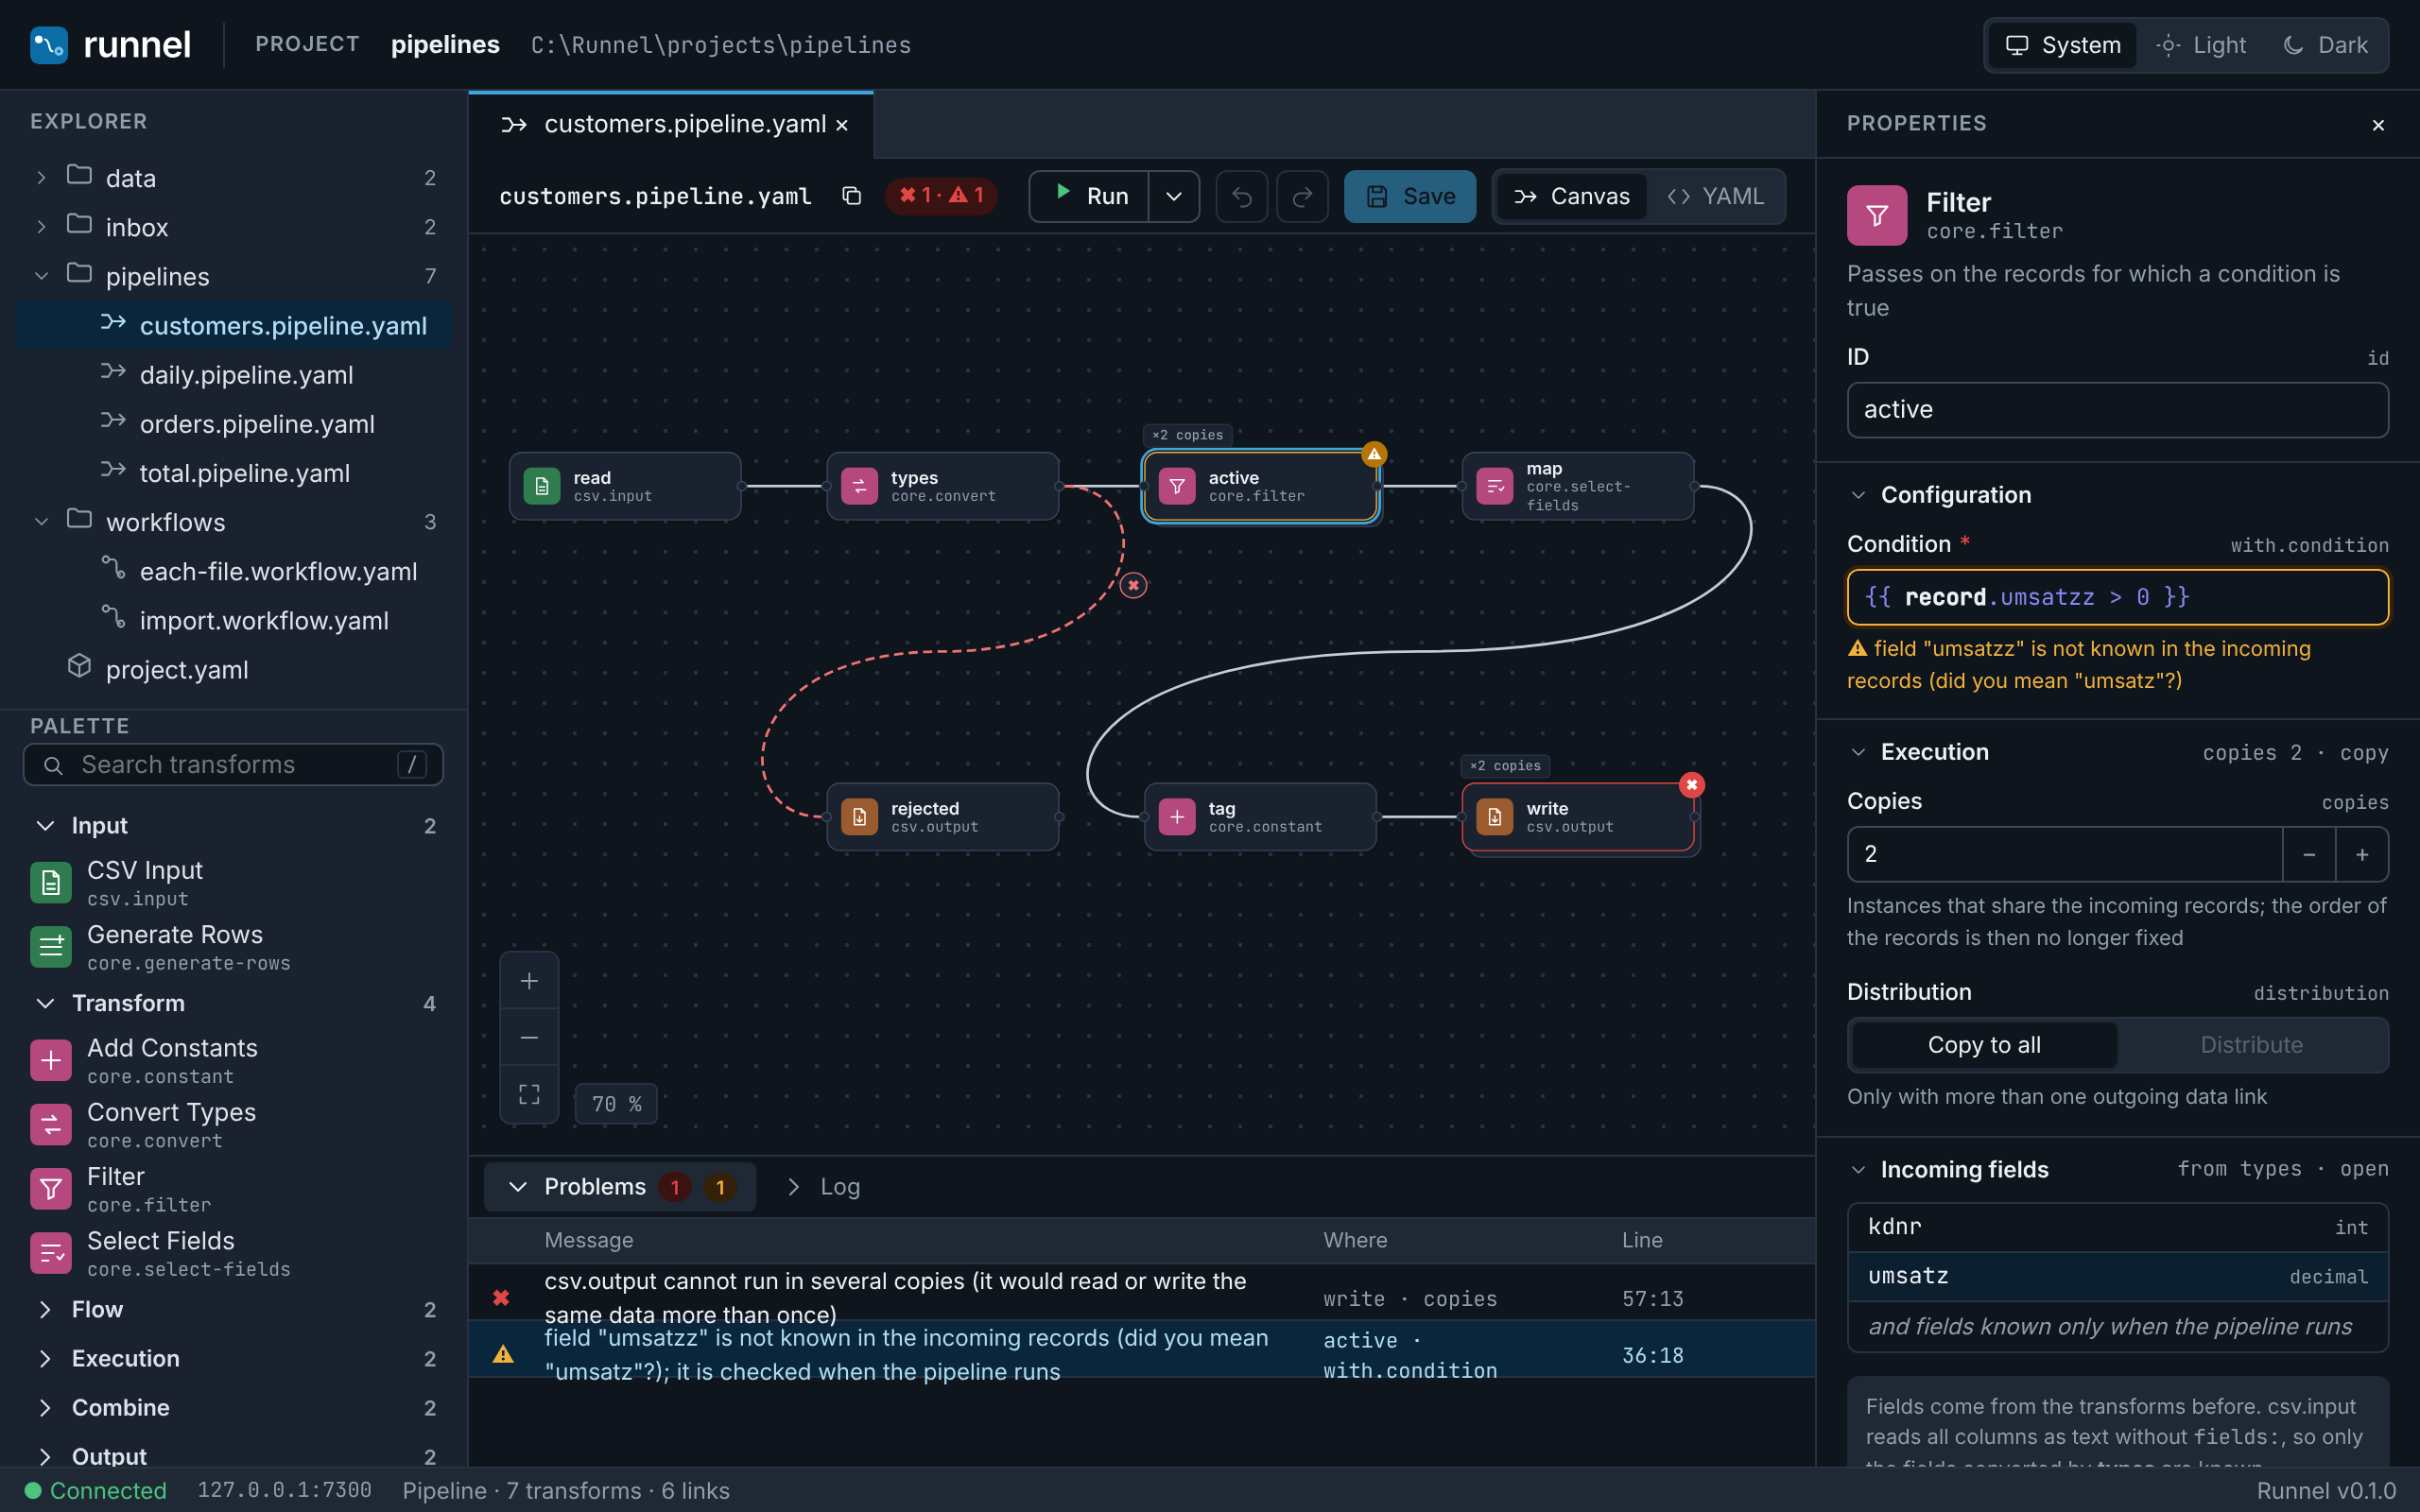 runnel
PROJECT pipelines C:\Runnel\projects\pipelines
System Light Dark
EXPLORER
data 2
inbox 2
pipelines 7
customers.pipeline.yaml
daily.pipeline.yaml
orders.pipeline.yaml
total.pipeline.yaml
workflows 3
each-file.workflow.yaml
import.workflow.yaml
project.yaml
PALETTE
Search transforms /
Input 2
CSV Input
csv.input
Generate Rows
core.generate-rows
Transform 4
Add Constants
core.constant
Convert Types
core.convert
Filter
core.filter
Select Fields
core.select-fields
Flow 2
Execution 2
Combine 2
Output 2
customers.pipeline.yaml ×
customers.pipeline.yaml ✖ 1 · ⚠ 1 Run Save Canvas YAML
×2 copies
read
csv.input
types
core.convert
active
core.filter
map
core.select-
fields
×2 copies
rejected
csv.output
tag
core.constant
write
csv.output
70 %
Problems 1 1 Log
Message Where Line
csv.output cannot run in several copies (it would read or write the
same data more than once)
write · copies 57:13
field "umsatzz" is not known in the incoming records (did you mean
"umsatz"?); it is checked when the pipeline runs
active ·
with.condition
36:18
PROPERTIES ×
Filter
core.filter
Passes on the records for which a condition is
true
ID id
active
Configuration
Condition * with.condition
{{ record.umsatzz > 0 }}
⚠ field "umsatzz" is not known in the incoming
records (did you mean "umsatz"?)
Execution copies 2 · copy
Copies copies
2 − +
Instances that share the incoming records; the order of
the records is then no longer fixed
Distribution distribution
Copy to all Distribute
Only with more than one outgoing data link
Incoming fields from types · open
kdnr int
umsatz decimal
and fields known only when the pipeline runs
Fields come from the transforms before. csv.input
reads all columns as text without fields:, so only
the fields converted by types are known.
Connected 127.0.0.1:7300 Pipeline · 7 transforms · 6 links
Runnel v0.1.0